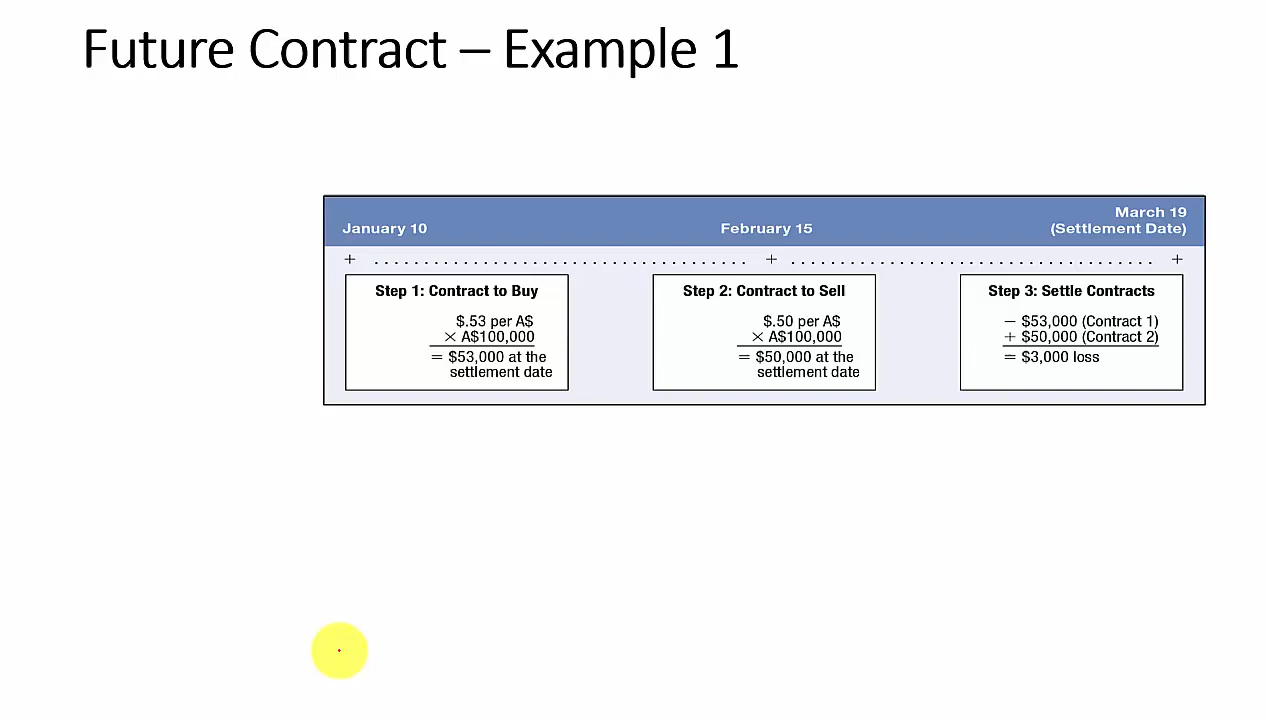 Future Contract – Example 1
January 10
February 15
March 19
(Settlement Date)
+ . . . . . . . . . . . . . . . . . . . . . . . . . . . . . . . . . . . . . . + . . . . . . . . . . . . . . . . . . . . . . . . . . . . . . . . . . . . . +
Step 1: Contract to Buy
$.53 per A$
× A$100,000
= $53,000 at the
settlement date
Step 2: Contract to Sell
$.50 per A$
× A$100,000
= $50,000 at the
settlement date
Step 3: Settle Contracts
− $53,000 (Contract 1)
+ $50,000 (Contract 2)
= $3,000 loss